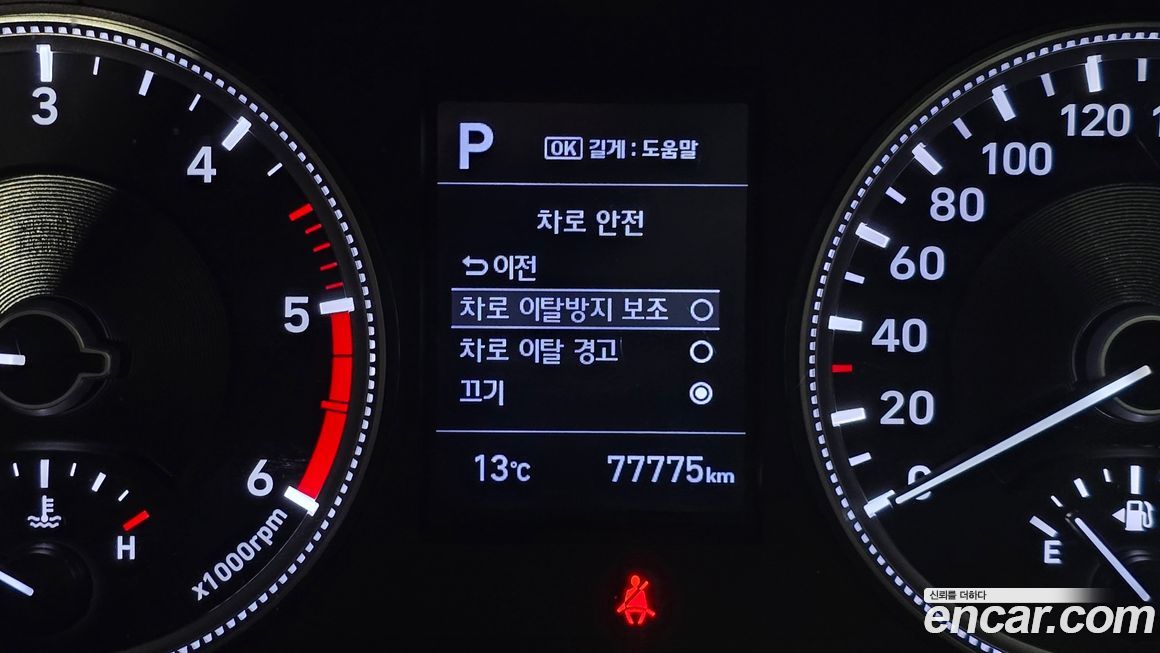 3
4
5
6
x1000rpm
H
P
OK 길게 : 도움말
차로 안전
이전
차로 이탈방지 보조
차로 이탈 경고
끄기
13℃
77775km
120
100
80
60
40
20
0
E
신뢰를 더하다
encar.com